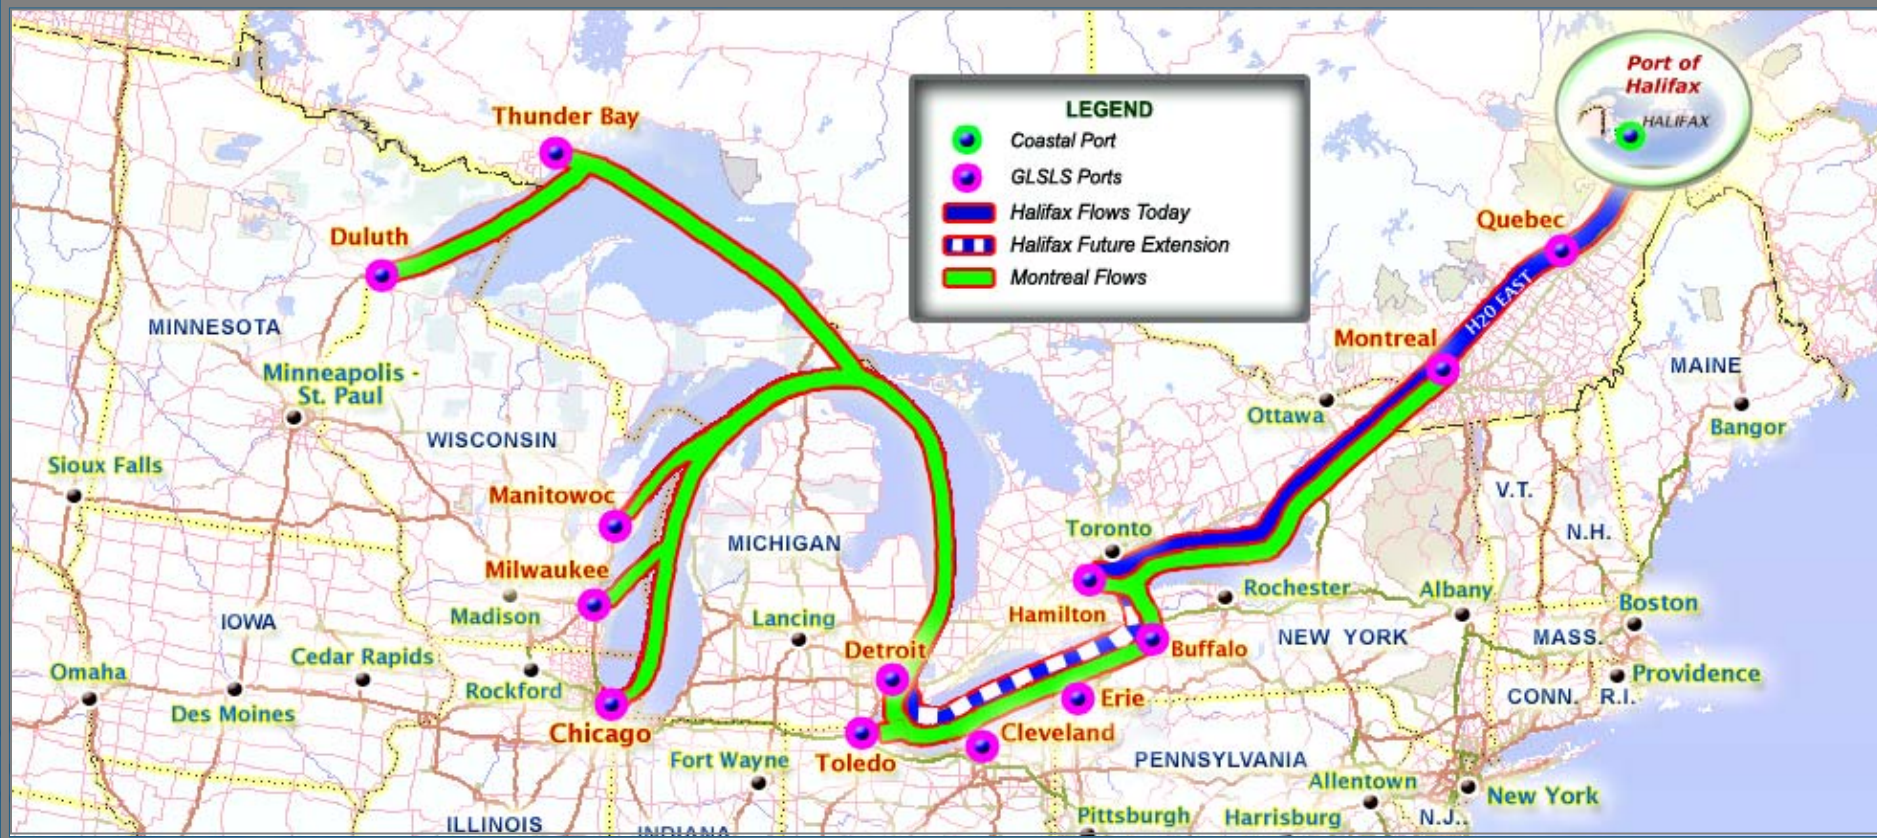 Port of
Halifax
HALIFAX
LEGEND
Coastal Port
GLSLS Ports
Halifax Flows Today
Halifax Future Extension
Montreal Flows
Thunder Bay
Duluth
Quebec
H20 EAST
MINNESOTA
Montreal
MAINE
Minneapolis -
St. Paul
Ottawa
Bangor
WISCONSIN
Sioux Falls
Manitowoc
V.T.
Toronto
N.H.
MICHIGAN
Milwaukee
Madison
Rochester
Albany
Boston
IOWA
Lancing
Hamilton
NEW YORK
MASS.
Cedar Rapids
Detroit
Buffalo
Omaha
Rockford
Erie
CONN.
R.I.
Providence
Des Moines
Chicago
Cleveland
Toledo
Fort Wayne
PENNSYLVANIA
Allentown
New York
ILLINOIS
INDIANA
Pittsburgh
Harrisburg
N.J..